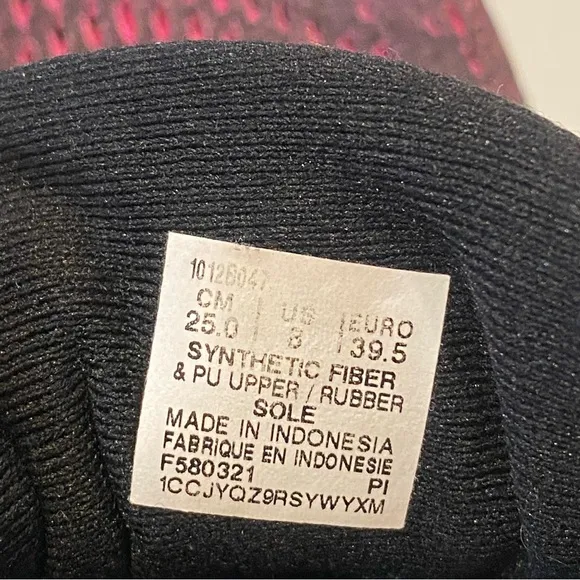 1012B047
CM US EURO
25.0 8 39.5
SYNTHETIC FIBER
& PU UPPER / RUBBER
SOLE
MADE IN INDONESIA
FABRIQUE EN INDONESIE
F580321 PI
1CCJYQZ9RSYWYXM